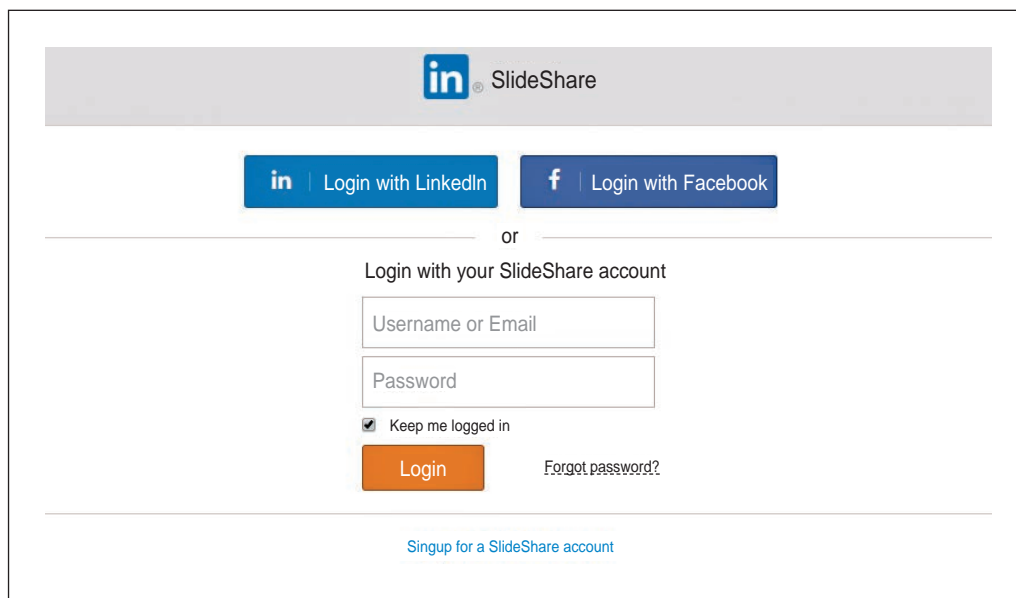 in ® SlideShare
in Login with LinkedIn
f Login with Facebook
or
Login with your SlideShare account
Username or Email
Password
Keep me logged in
Login Forgot password?
Singup for a SlideShare account